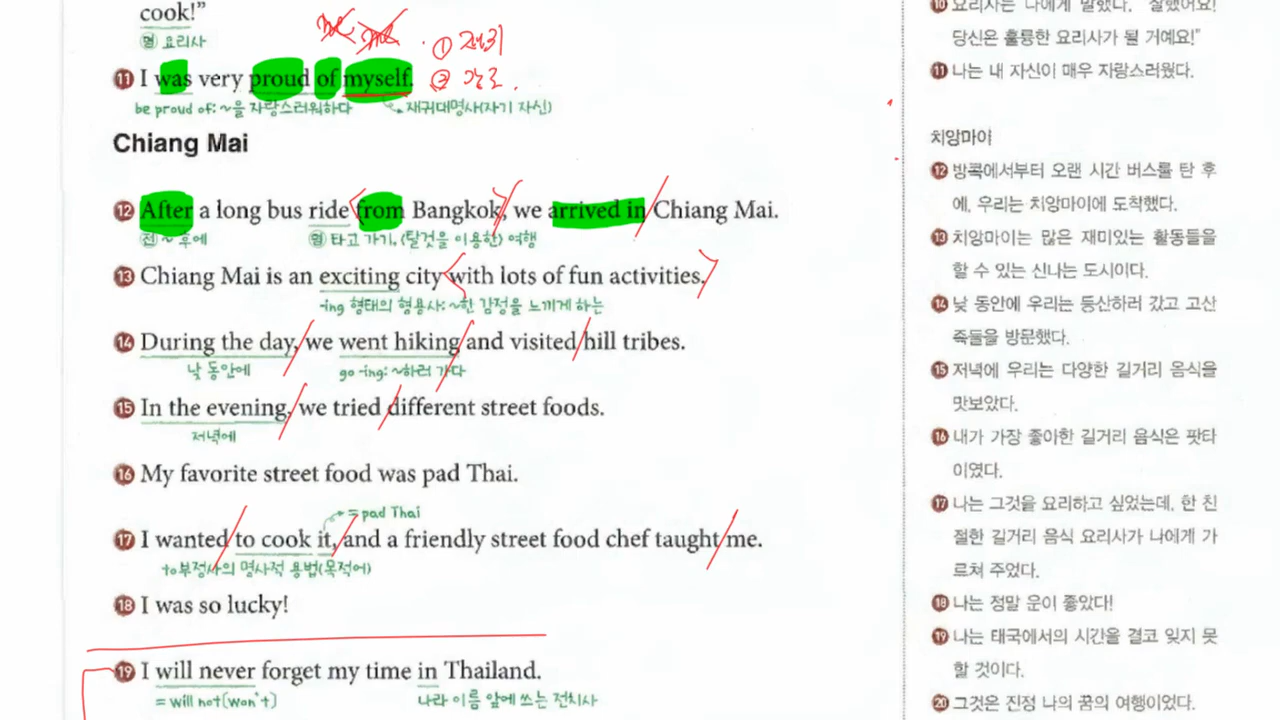 cook!”
명 요리사
me me ① 재귀
⑪ I was very proud of myself. ② 강조
be proud of: ~을 자랑스러워하다 재귀대명사(자기 자신)
Chiang Mai
⑫ After a long bus ride from Bangkok, we arrived in Chiang Mai.
전 ~ 후에 명 타고 가기, (탈것을 이용한) 여행
⑬ Chiang Mai is an exciting city with lots of fun activities.
-ing 형태의 형용사: ~한 감정을 느끼게 하는
⑭ During the day, we went hiking and visited hill tribes.
낮 동안에 go -ing: ~하러 가다
⑮ In the evening, we tried different street foods.
저녁에
⑯ My favorite street food was pad Thai.
= pad Thai
⑰ I wanted to cook it, and a friendly street food chef taught me.
to부정사의 명사적 용법(목적어)
⑱ I was so lucky!
⑲ I will never forget my time in Thailand.
= will not(won't) 나라 이름 앞에 쓰는 전치사
⑩ 요리사는 나에게 말했다. “잘했어요!
당신은 훌륭한 요리사가 될 거예요!”
⑪ 나는 내 자신이 매우 자랑스러웠다.
치앙마이
⑫ 방콕에서부터 오랜 시간 버스를 탄 후
에, 우리는 치앙마이에 도착했다.
⑬ 치앙마이는 많은 재미있는 활동들을
할 수 있는 신나는 도시이다.
⑭ 낮 동안에 우리는 등산하러 갔고 고산
족들을 방문했다.
⑮ 저녁에 우리는 다양한 길거리 음식을
맛보았다.
⑯ 내가 가장 좋아한 길거리 음식은 팟타
이였다.
⑰ 나는 그것을 요리하고 싶었는데, 한 친
절한 길거리 음식 요리사가 나에게 가
르쳐 주었다.
⑱ 나는 정말 운이 좋았다!
⑲ 나는 태국에서의 시간을 결코 잊지 못
할 것이다.
⑳ 그것은 진정 나의 꿈의 여행이었다.